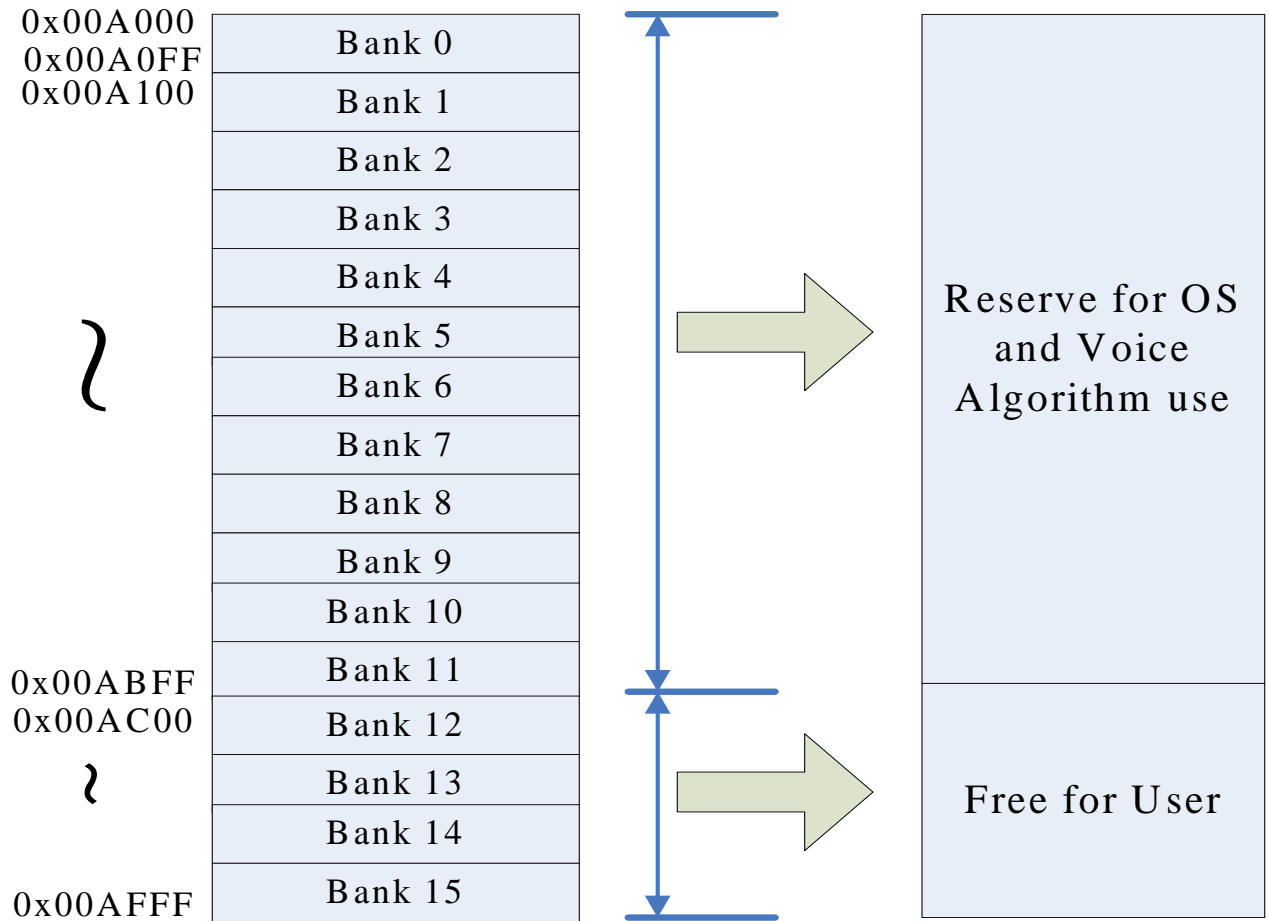 0x00A000
0x00A0FF
0x00A100
Bank 0
Bank 1
Bank 2
Bank 3
Bank 4
Bank 5
Bank 6
Bank 7
Bank 8
Bank 9
Bank 10
Bank 11
0x00ABFF
0x00AC00
Bank 12
Bank 13
Bank 14
Bank 15
0x00AFFF
Reserve for OS
and Voice
Algorithm use
Free for User